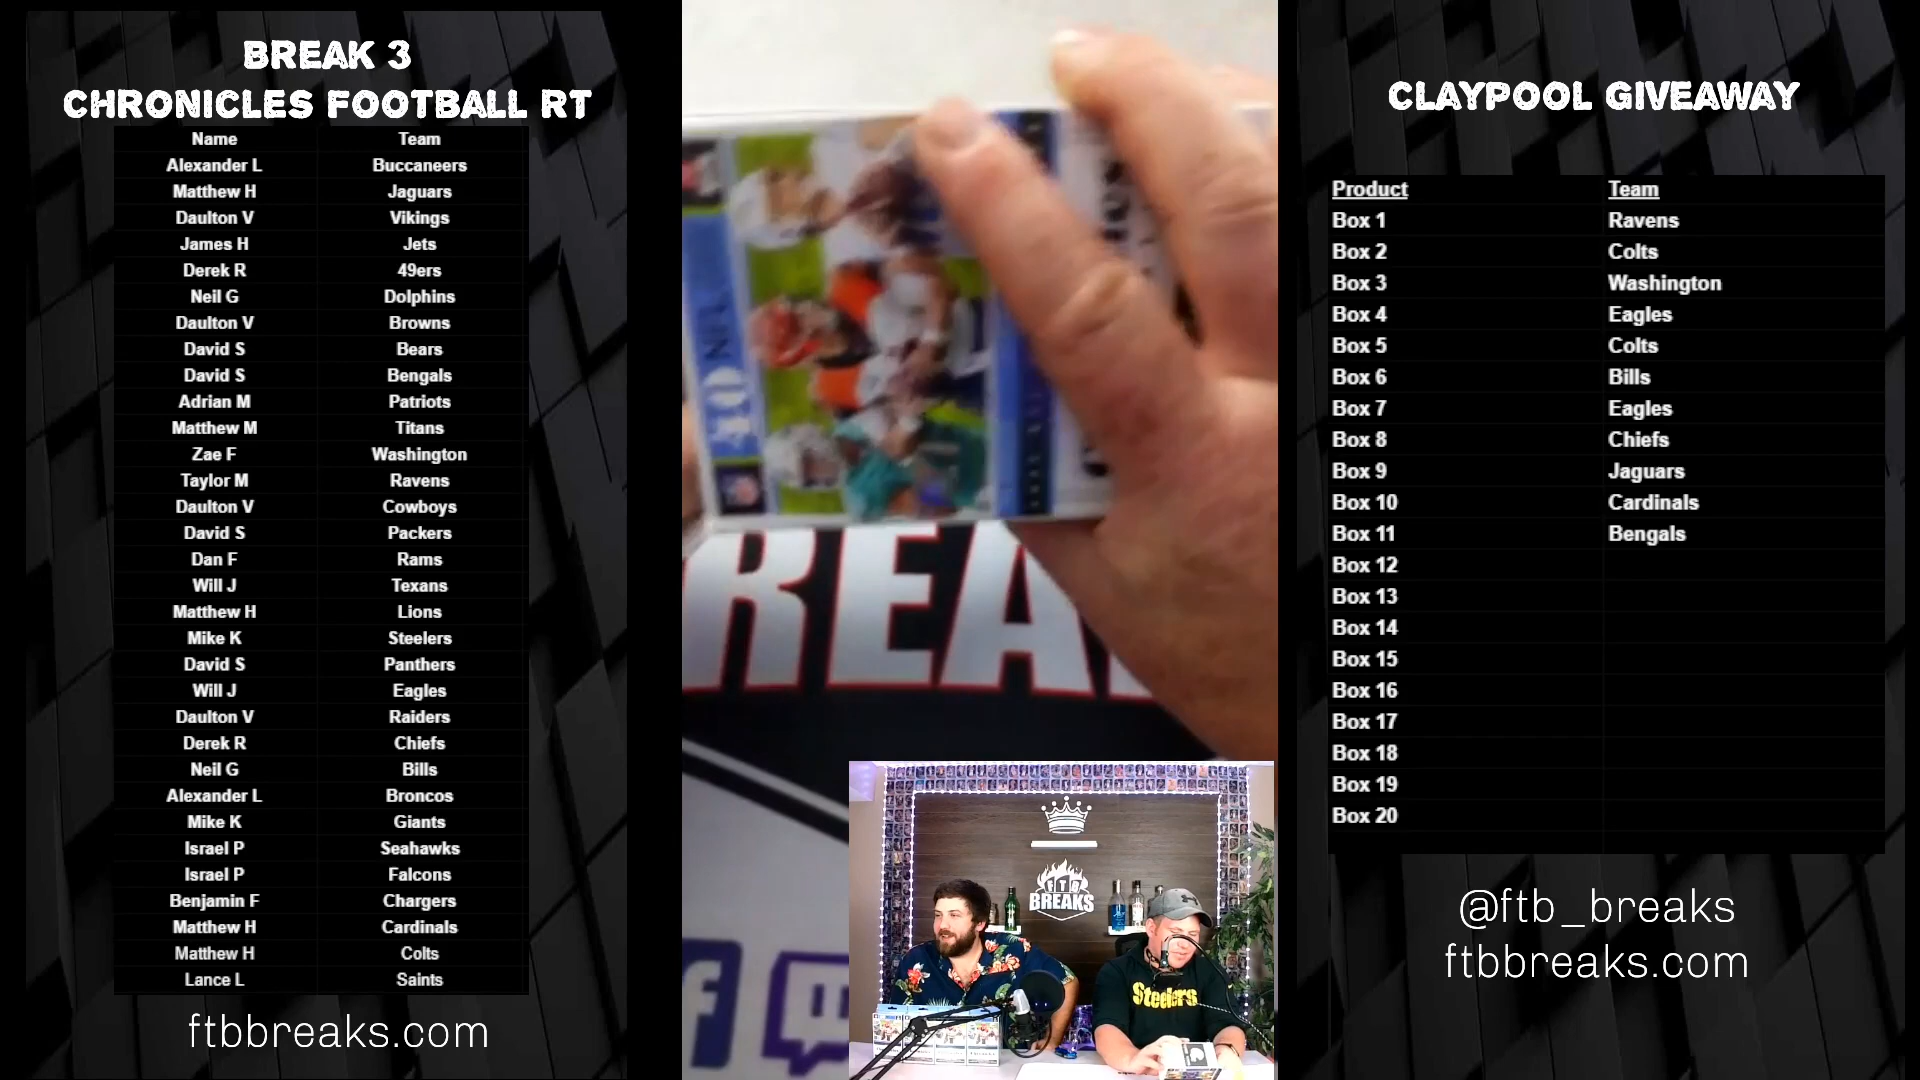 BREAK 3
CHRONICLES FOOTBALL RT
Name Team
Alexander L Buccaneers
Matthew H Jaguars
Daulton V Vikings
James H Jets
Derek R 49ers
Neil G Dolphins
Daulton V Browns
David S Bears
David S Bengals
Adrian M Patriots
Matthew M Titans
Zae F Washington
Taylor M Ravens
Daulton V Cowboys
David S Packers
Dan F Rams
Will J Texans
Matthew H Lions
Mike K Steelers
David S Panthers
Will J Eagles
Daulton V Raiders
Derek R Chiefs
Neil G Bills
Alexander L Broncos
Mike K Giants
Israel P Seahawks
Israel P Falcons
Benjamin F Chargers
Matthew H Cardinals
Matthew H Colts
Lance L Saints
ftbbreaks.com
REA
FTB
BREAKS
Steelers
CLAYPOOL GIVEAWAY
Product Team
Box 1 Ravens
Box 2 Colts
Box 3 Washington
Box 4 Eagles
Box 5 Colts
Box 6 Bills
Box 7 Eagles
Box 8 Chiefs
Box 9 Jaguars
Box 10 Cardinals
Box 11 Bengals
Box 12
Box 13
Box 14
Box 15
Box 16
Box 17
Box 18
Box 19
Box 20
@ftb_breaks
ftbbreaks.com